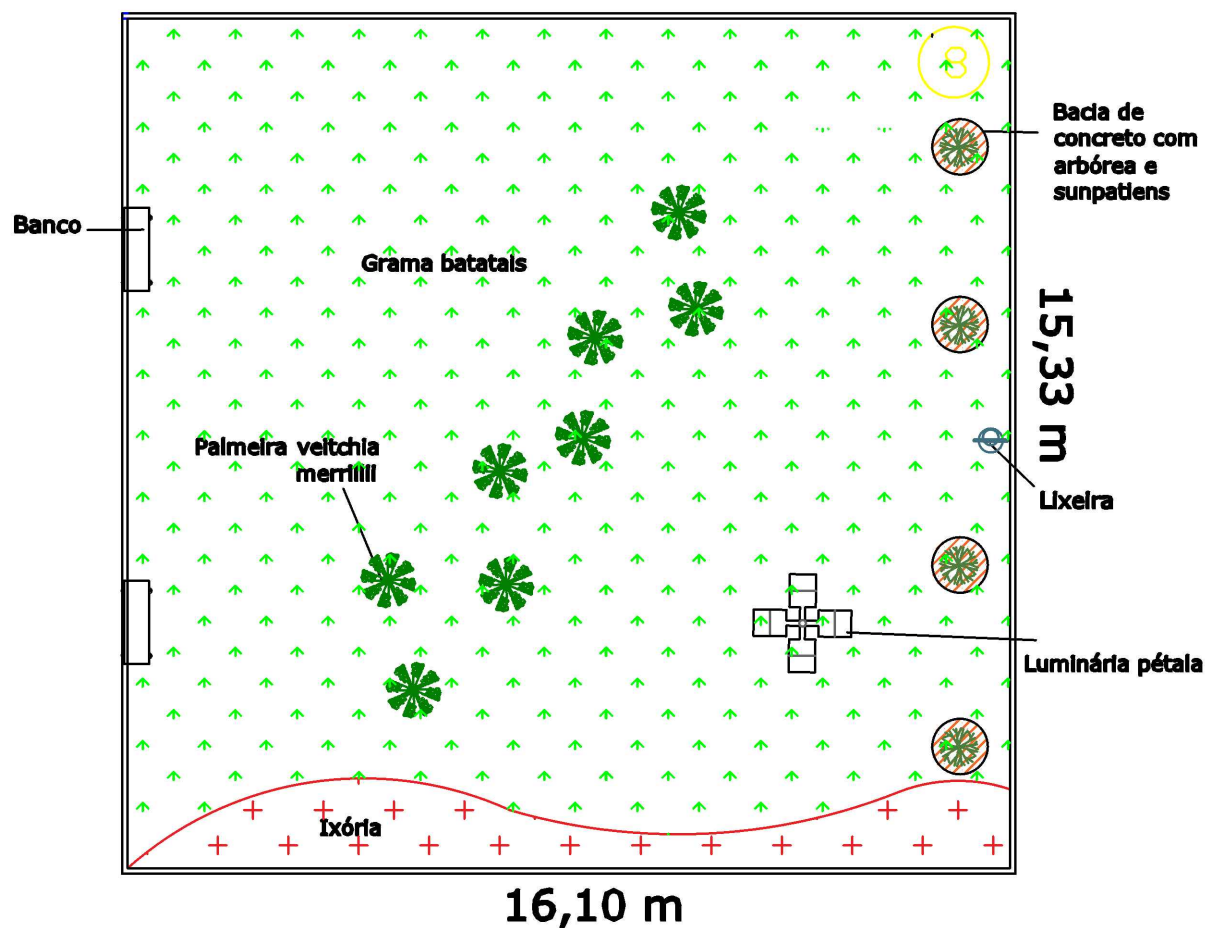 Bacia de
concreto com
arbórea e
sunpatiens
Banco
Grama batatais
15,33 m
Palmeira veitchia
merrillii
Lixeira
Luminária pétala
Ixória
16,10 m